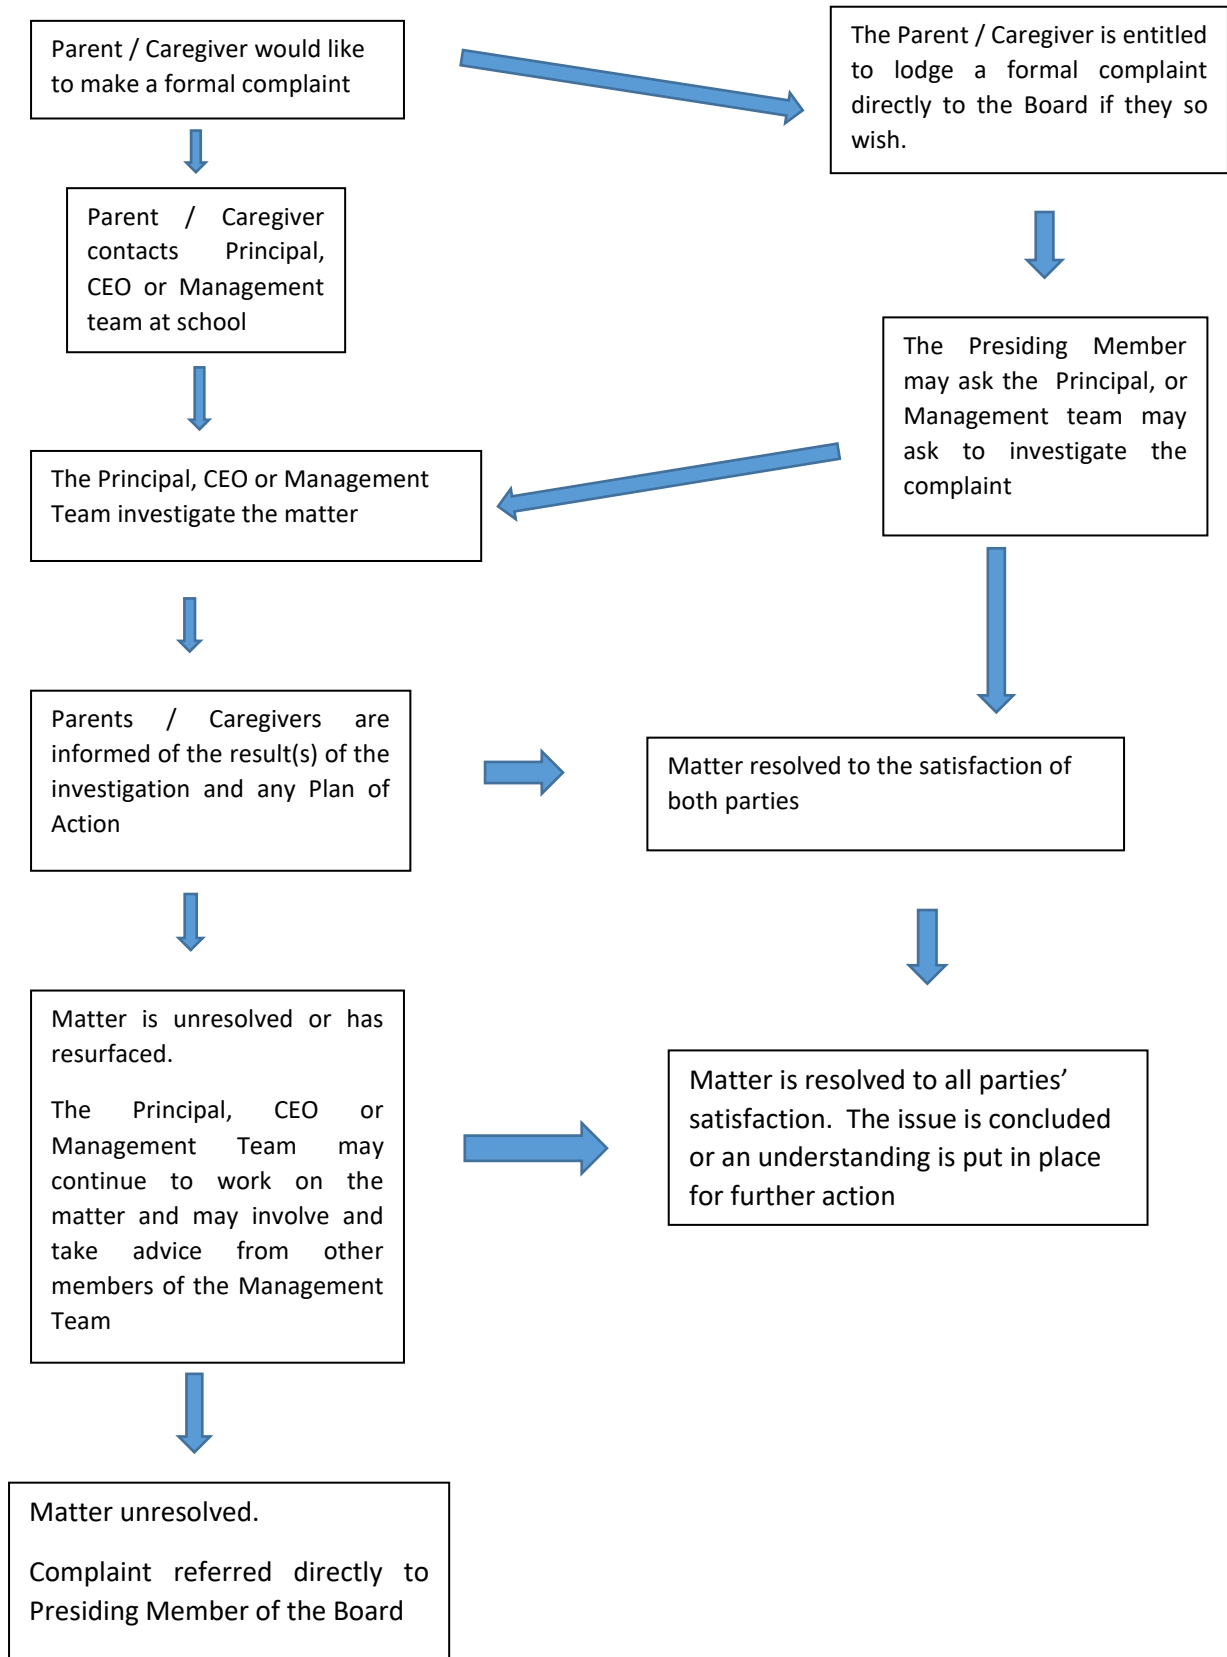 Parent / Caregiver would like
to make a formal complaint
The Parent / Caregiver is entitled
to lodge a formal complaint
directly to the Board if they so
wish.
Parent / Caregiver
contacts Principal,
CEO or Management
team at school
The Presiding Member
may ask the Principal, or
Management team may
ask to investigate the
complaint
The Principal, CEO or Management
Team investigate the matter
Parents / Caregivers are
informed of the result(s) of the
investigation and any Plan of
Action
Matter resolved to the satisfaction of
both parties
Matter is unresolved or has
resurfaced.
The Principal, CEO or
Management Team may
continue to work on the
matter and may involve and
take advice from other
members of the Management
Team
Matter is resolved to all parties’
satisfaction. The issue is concluded
or an understanding is put in place
for further action
Matter unresolved.
Complaint referred directly to
Presiding Member of the Board